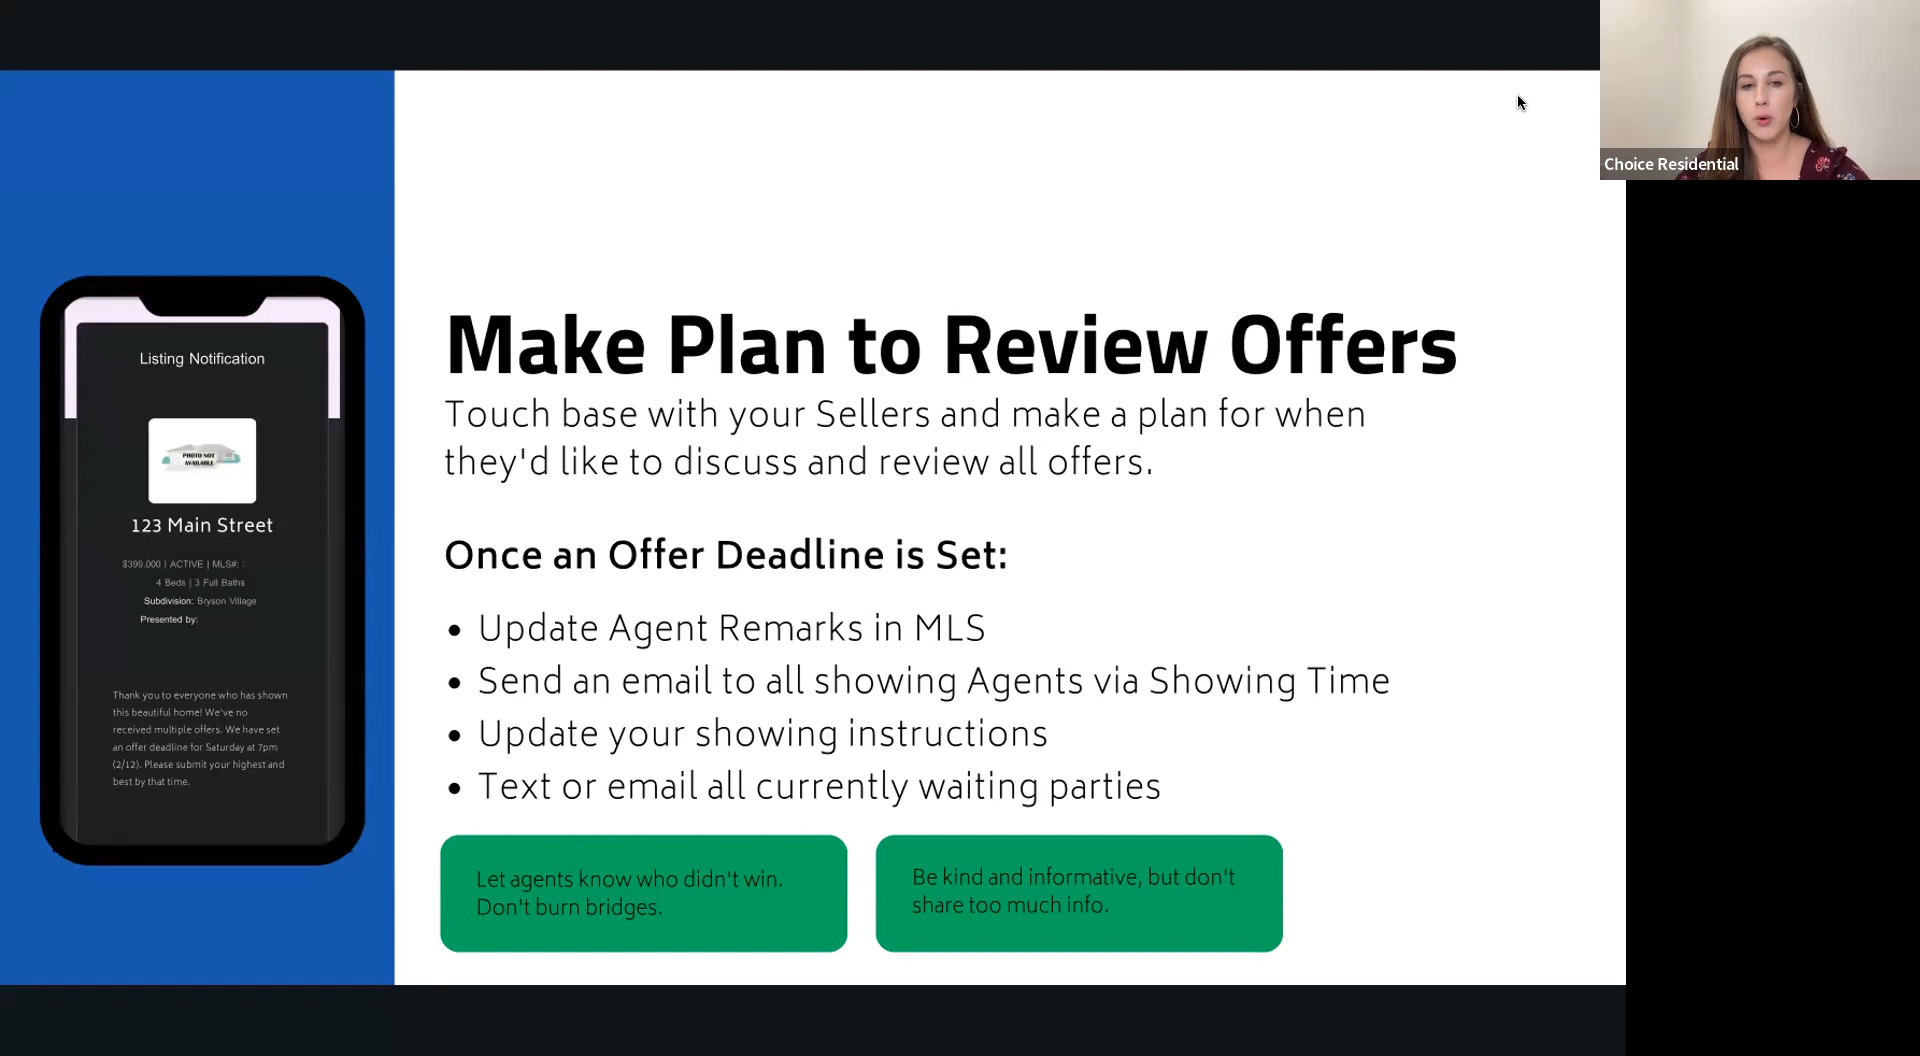 Choice Residential
Listing Notification
PHOTO NOT
AVAILABLE
123 Main Street
$399.000 | ACTIVE | MLS#: :
4 Beds | 3 Full Baths
Subdivision: Bryson Village
Presented by:
Thank you to everyone who has shown
this beautiful home! We've no
received multiple offers. We have set
an offer deadline for Saturday at 7pm
(2/12). Please submit your highest and
best by that time.
Make Plan to Review Offers
Touch base with your Sellers and make a plan for when
they'd like to discuss and review all offers.
Once an Offer Deadline is Set:
• Update Agent Remarks in MLS
• Send an email to all showing Agents via Showing Time
• Update your showing instructions
• Text or email all currently waiting parties
Let agents know who didn't win.
Don't burn bridges.
Be kind and informative, but don't
share too much info.